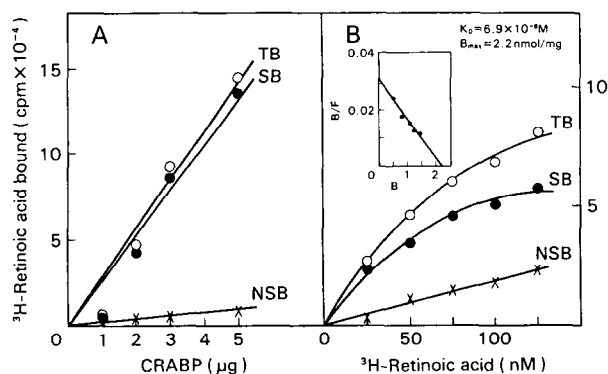 A
B
K₀ = 6.9 × 10⁻⁸M
Bmax = 2.2 nmol/mg
³H-Retinoic acid bound ( cpm × 10⁻⁴ )
15
10
5
0
TB
SB
NSB
1
2
3
4
5
CRABP ( μg )
B/F
0.04
0.02
0
1
2
B
TB
SB
NSB
10
5
0
50
100
³H-Retinoic acid ( nM )